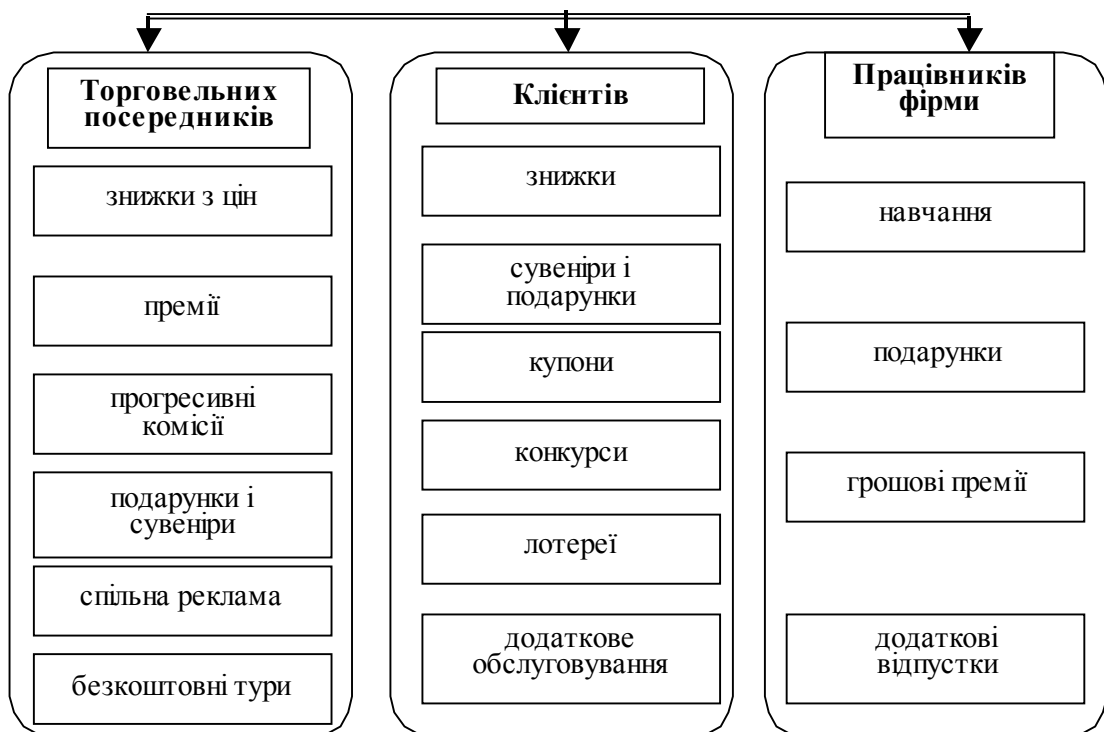 Торговельних
посередників
знижки з цін
премії
прогресивні
комісії
подарунки і
сувеніри
спільна реклама
безкоштовні тури
Клієнтів
знижки
сувеніри і
подарунки
купони
конкурси
лотереї
додаткове
обслуговування
Працівників
фірми
навчання
подарунки
грошові премії
додаткові
відпустки